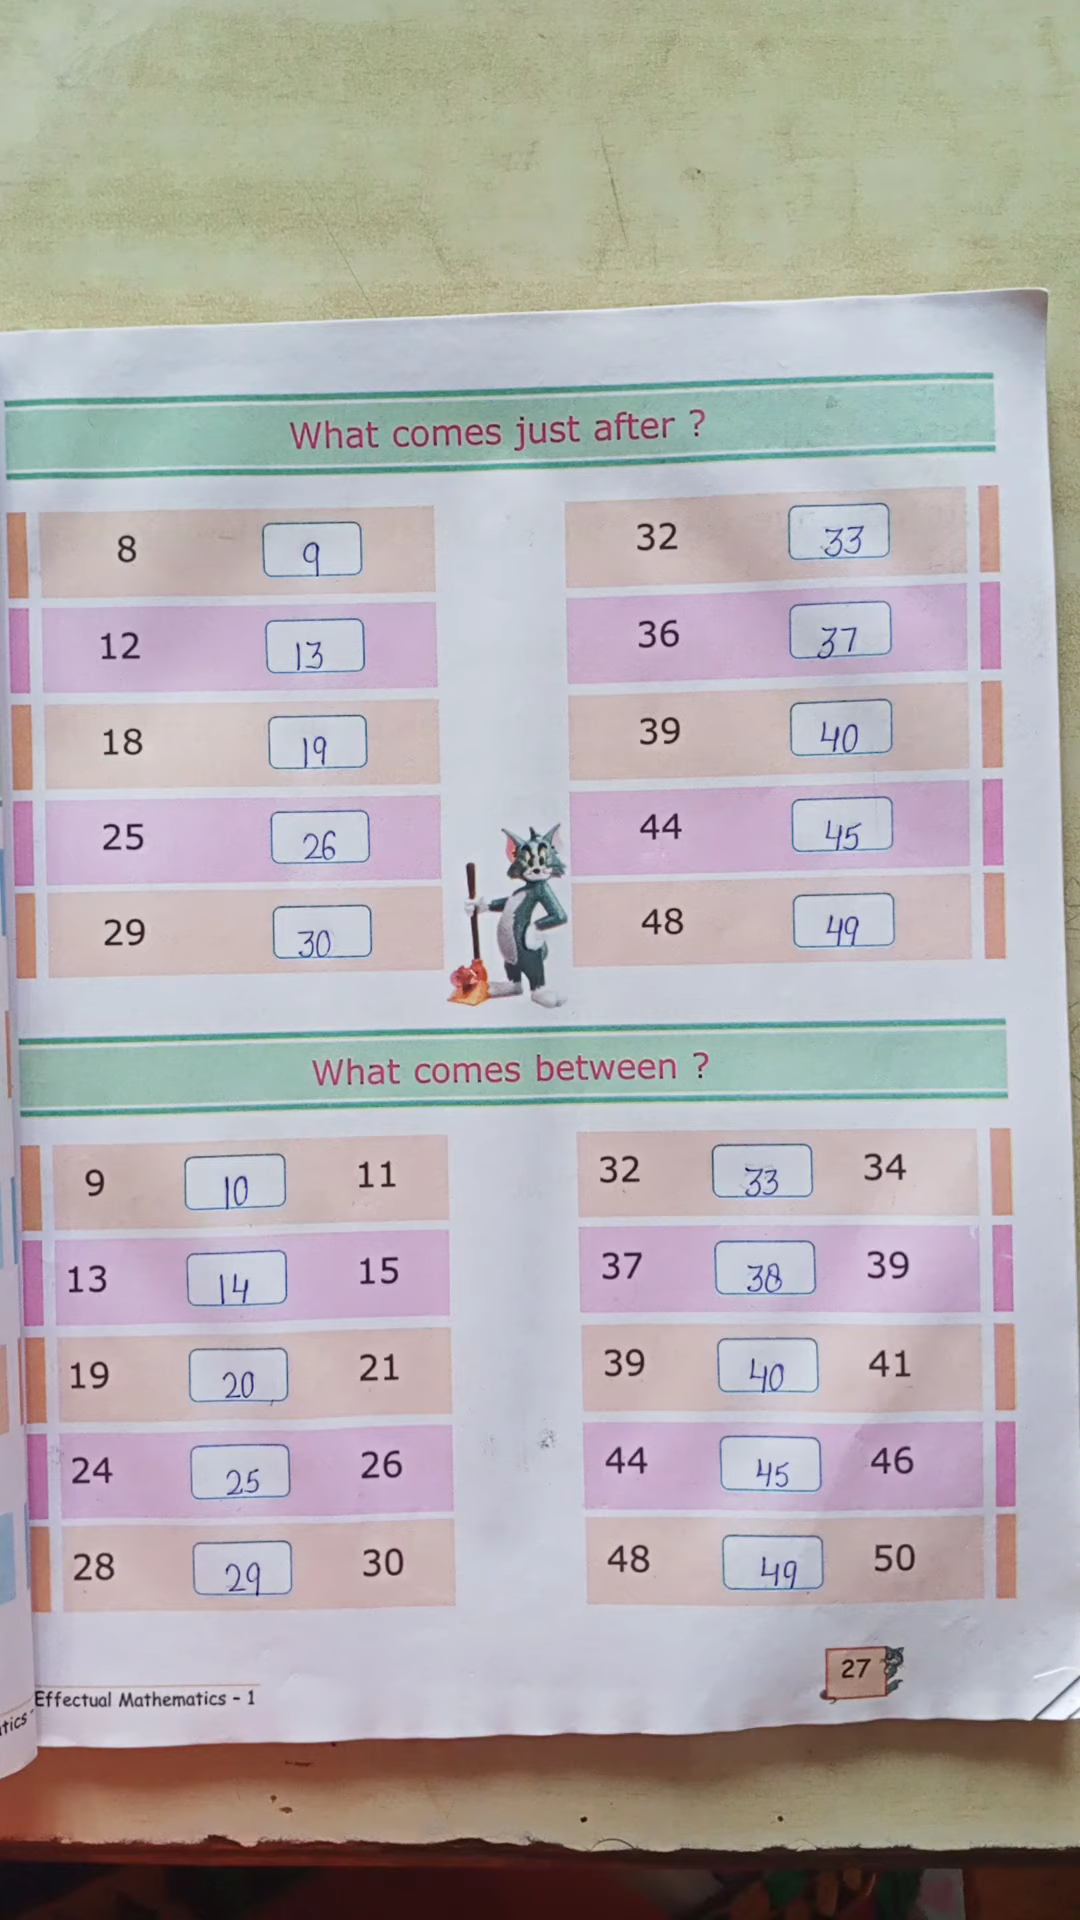 What comes just after ?
8 9 32 33
12 13 36 37
18 19 39 40
25 26 44 45
29 30 48 49
What comes between ?
9 10 11 32 33 34
13 14 15 37 38 39
19 20 21 39 40 41
24 25 26 44 45 46
28 29 30 48 49 50
27
Effectual Mathematics - 1
tics -